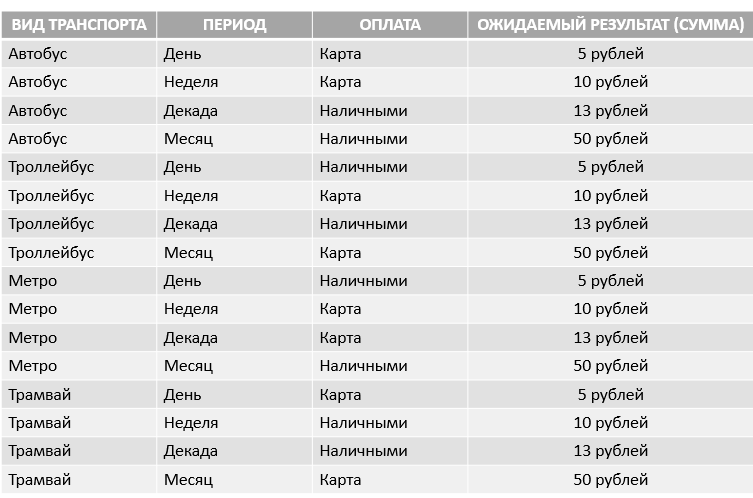 ВИД ТРАНСПОРТА ПЕРИОД ОПЛАТА ОЖИДАЕМЫЙ РЕЗУЛЬТАТ (СУММА)
Автобус День Карта 5 рублей
Автобус Неделя Карта 10 рублей
Автобус Декада Наличными 13 рублей
Автобус Месяц Наличными 50 рублей
Троллейбус День Наличными 5 рублей
Троллейбус Неделя Карта 10 рублей
Троллейбус Декада Наличными 13 рублей
Троллейбус Месяц Карта 50 рублей
Метро День Наличными 5 рублей
Метро Неделя Карта 10 рублей
Метро Декада Карта 13 рублей
Метро Месяц Наличными 50 рублей
Трамвай День Карта 5 рублей
Трамвай Неделя Наличными 10 рублей
Трамвай Декада Наличными 13 рублей
Трамвай Месяц Карта 50 рублей